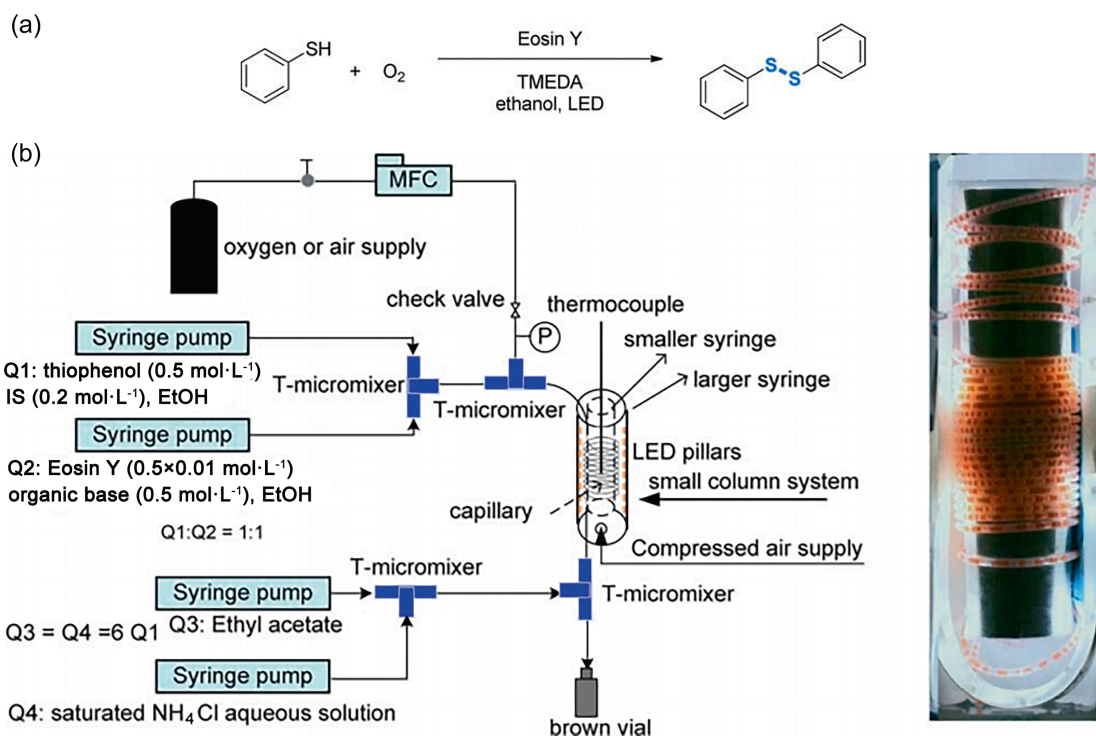 (a)
SH
+ O2
Eosin Y
TMEDA
ethanol, LED
S
S
(b)
MFC
oxygen or air supply
check valve
P
thermocouple
smaller syringe
larger syringe
Syringe pump
Q1: thiophenol (0.5 mol·L-1)
IS (0.2 mol·L-1), EtOH
T-micromixer
T-micromixer
Syringe pump
Q2: Eosin Y (0.5×0.01 mol·L-1)
organic base (0.5 mol·L-1), EtOH
Q1:Q2 = 1:1
LED pillars
small column system
capillary
Compressed air supply
T-micromixer
T-micromixer
Syringe pump
Q3: Ethyl acetate
Q3 = Q4 =6 Q1
Syringe pump
Q4: saturated NH4Cl aqueous solution
brown vial